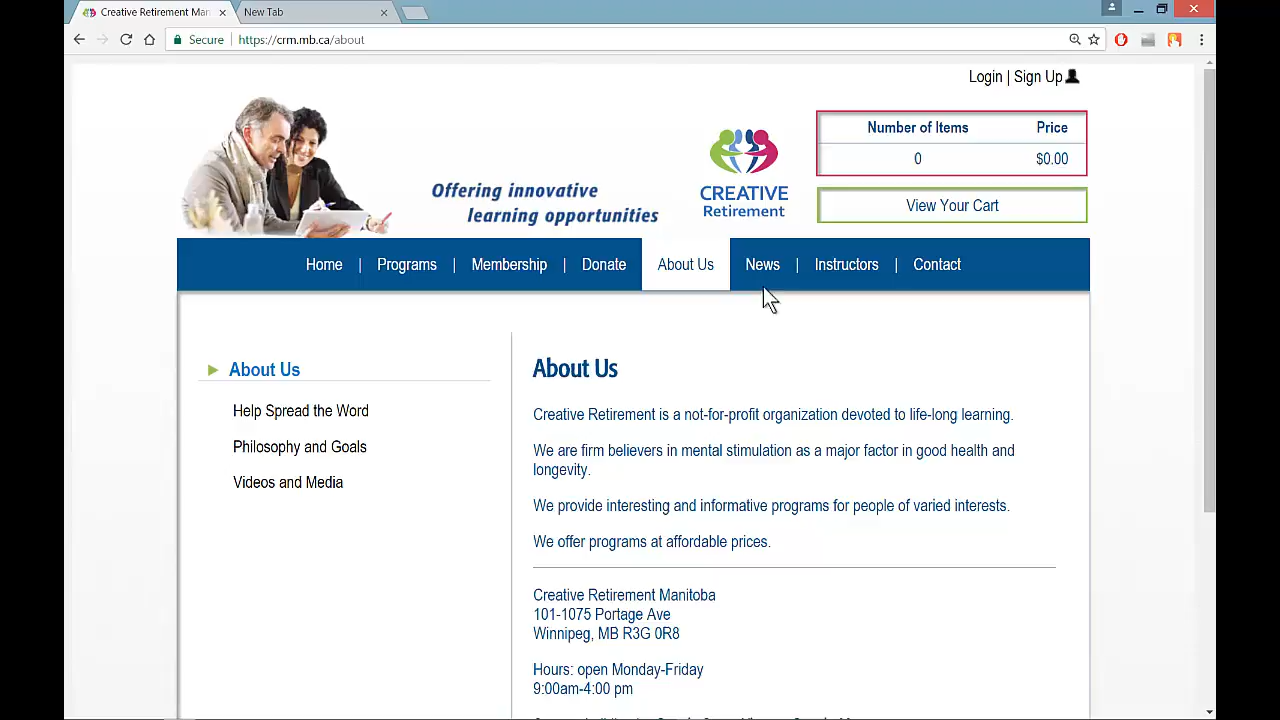 Creative Retirement Man
New Tab
Secure https://crm.mb.ca/about
Login | Sign Up
Offering innovative
learning opportunities
CREATIVE
Retirement
Number of Items Price
0 $0.00
View Your Cart
Home | Programs | Membership | Donate About Us News | Instructors | Contact
About Us
Help Spread the Word
Philosophy and Goals
Videos and Media
About Us
Creative Retirement is a not-for-profit organization devoted to life-long learning.
We are firm believers in mental stimulation as a major factor in good health and
longevity.
We provide interesting and informative programs for people of varied interests.
We offer programs at affordable prices.
Creative Retirement Manitoba
101-1075 Portage Ave
Winnipeg, MB R3G 0R8
Hours: open Monday-Friday
9:00am-4:00 pm